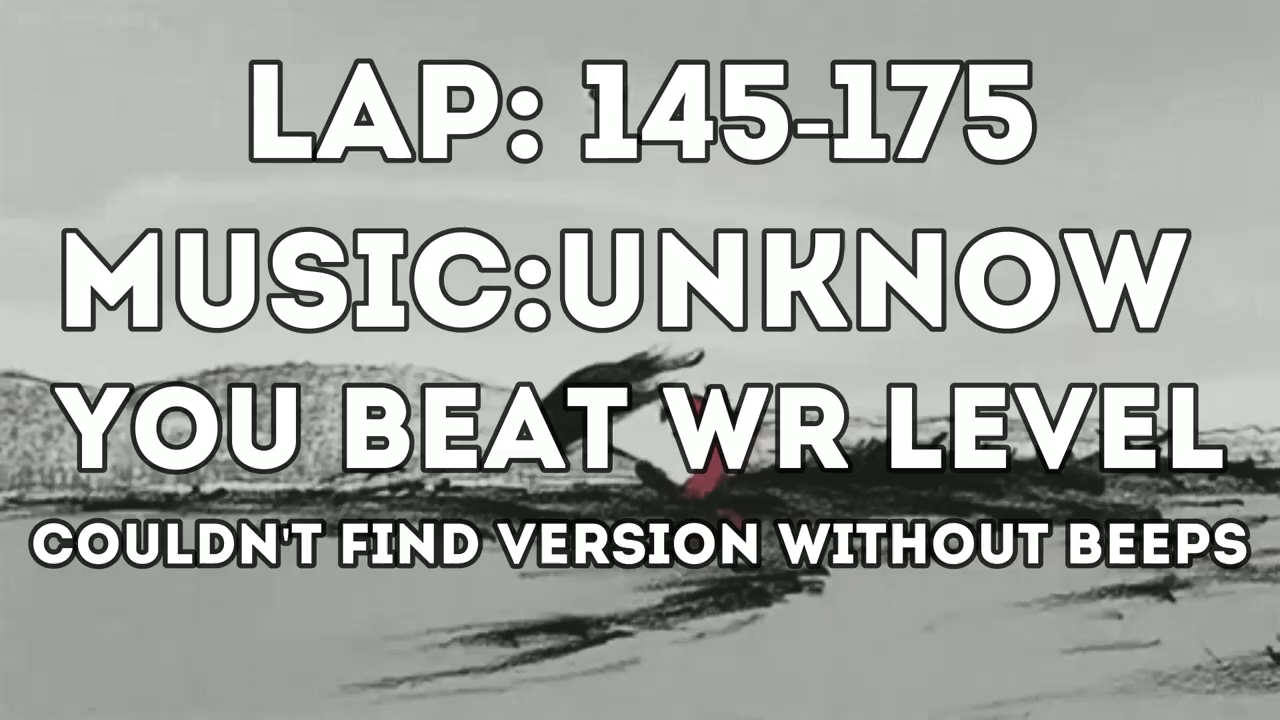 LAP: 145-175
MUSIC:UNKNOW
YOU BEAT WR LEVEL
COULDN'T FIND VERSION WITHOUT BEEPS